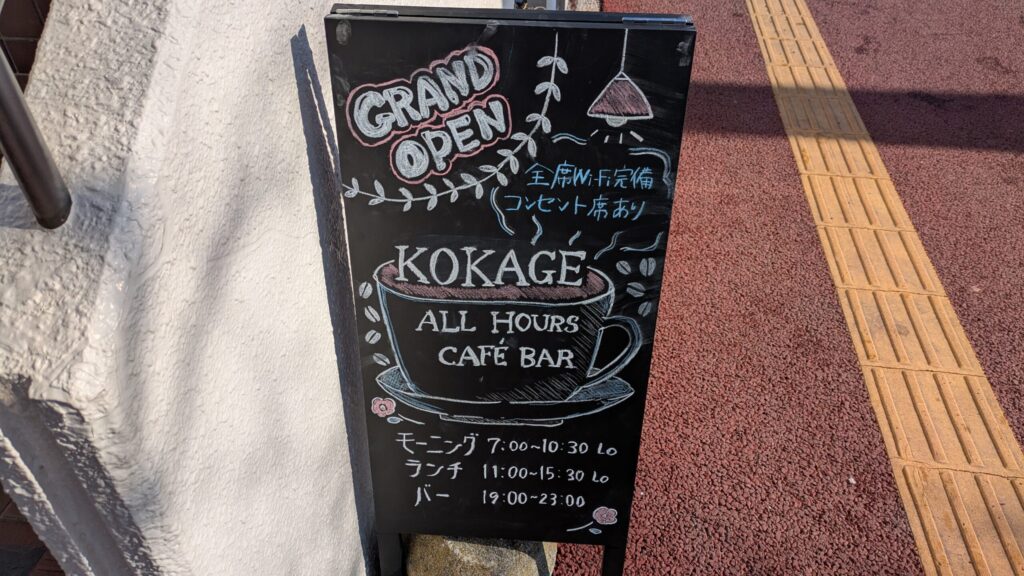 GRAND
OPEN
全席Wi-Fi完備
コンセント席あり
KOKAGÉ
ALL HOURS
CAFÉ BAR
モーニング 7:00~10:30 Lo
ランチ 11:00~15:30 Lo
バー 19:00~23:00